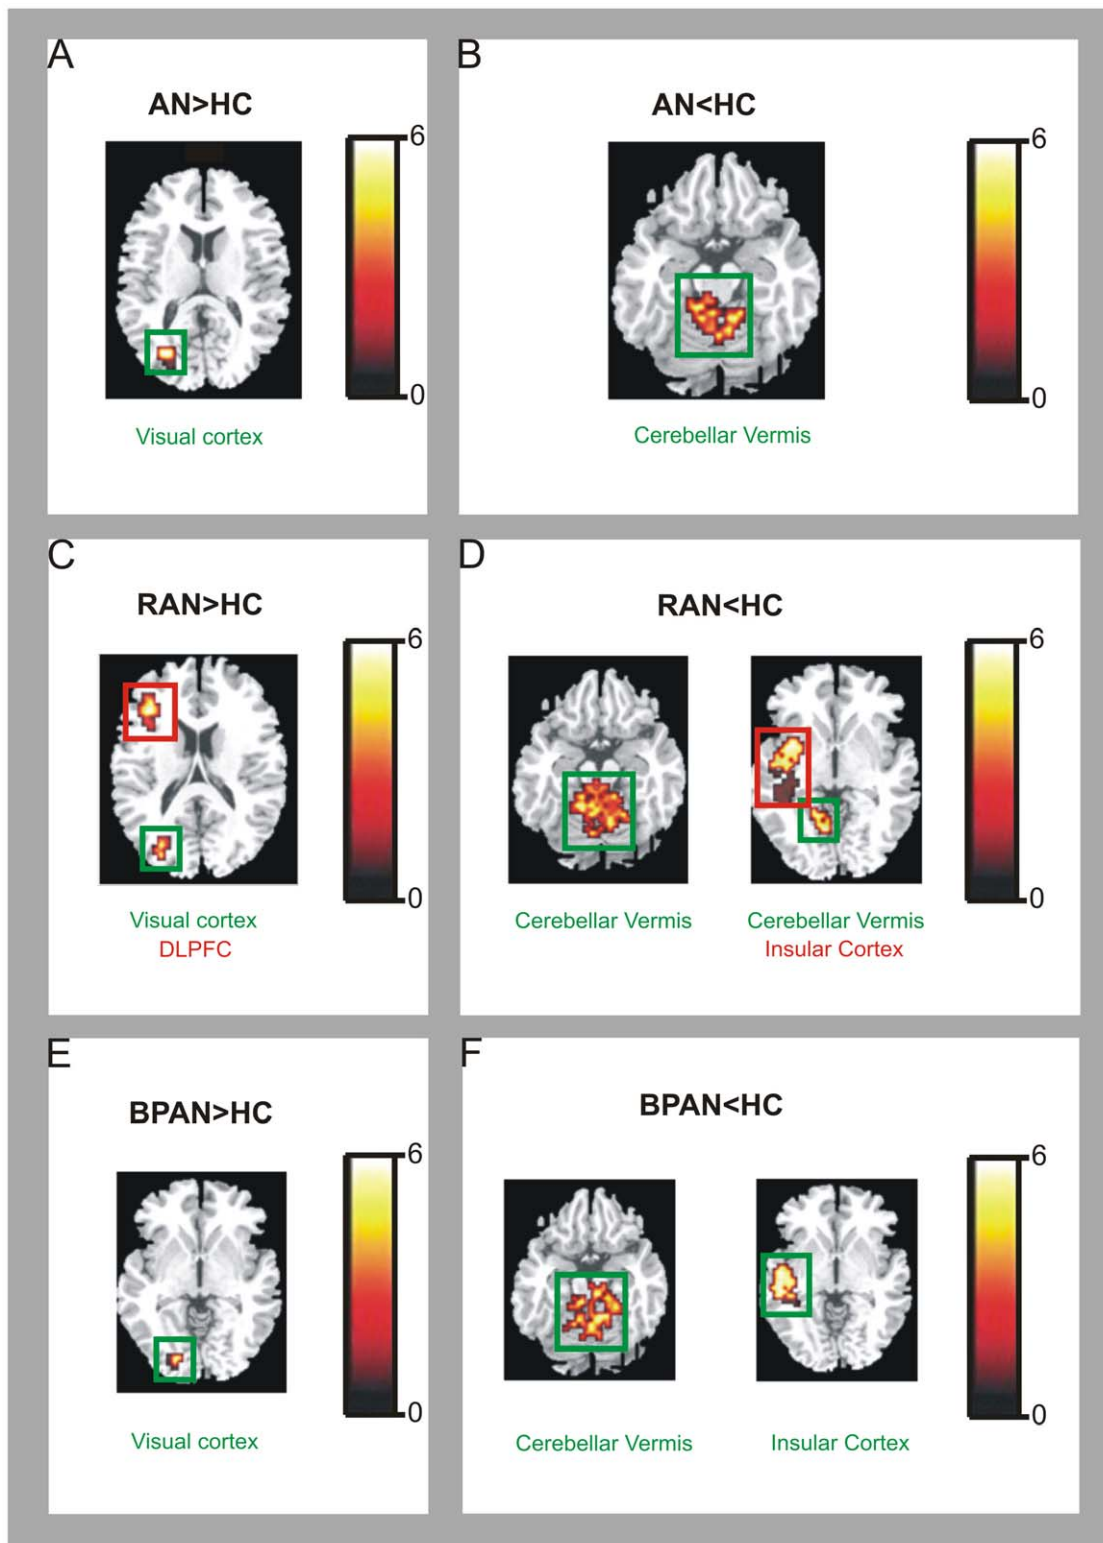 A
B
AN>HC
AN<HC
6
6
0
0
Visual cortex
Cerebellar Vermis
C
D
RAN>HC
RAN<HC
6
6
0
0
Visual cortex
DLPFC
Cerebellar Vermis
Cerebellar Vermis
Insular Cortex
E
F
BPAN>HC
BPAN<HC
6
6
0
0
Visual cortex
Cerebellar Vermis
Insular Cortex